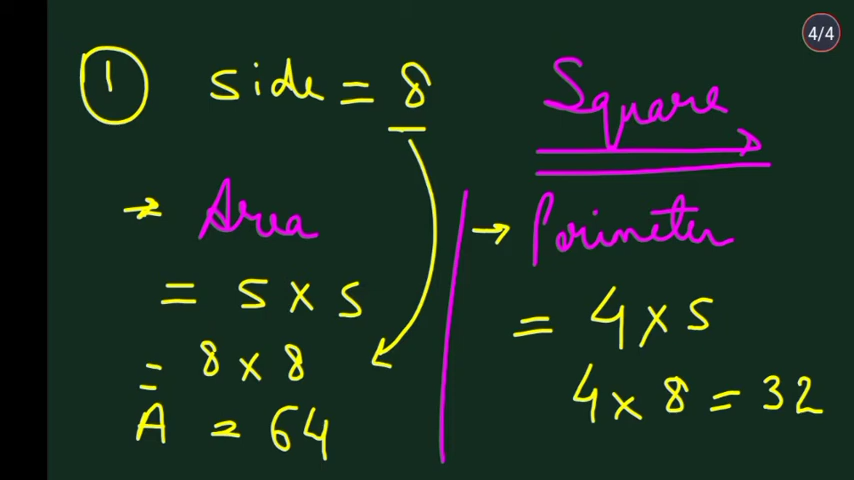 4/4
① side = 8
Square
→ Area
= s × s
= 8 × 8
A = 64
→ Perimeter
= 4 × s
4 × 8 = 32